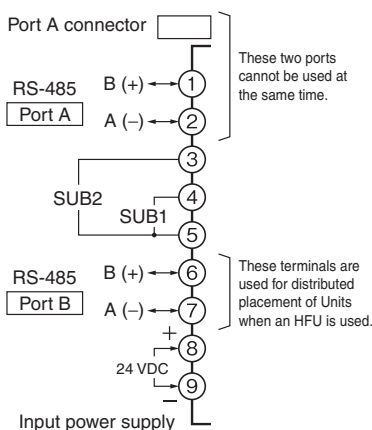 Port A connector
These two ports
cannot be used at
the same time.
RS-485
Port A
B (+)
1
A (−)
2
3
SUB2
4
SUB1
5
RS-485
Port B
B (+)
6
A (−)
7
These terminals are
used for distributed
placement of Units
when an HFU is used.
+
8
24 VDC
9
−
Input power supply